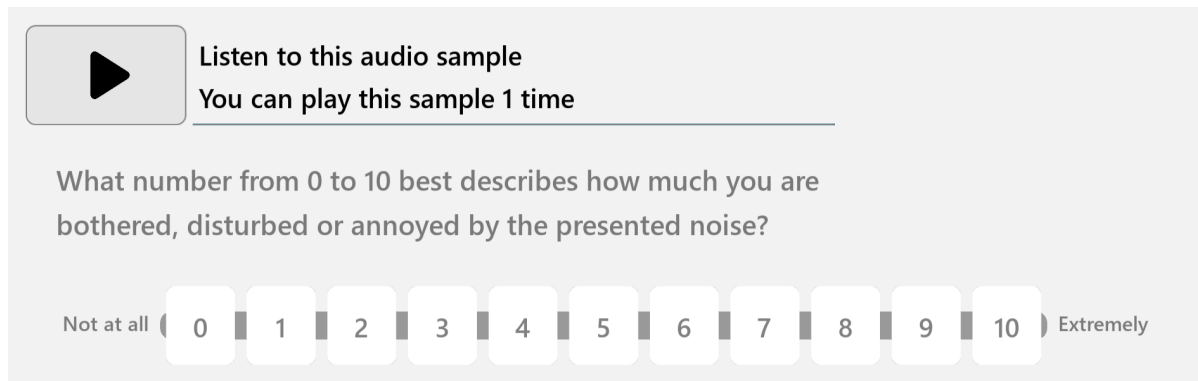 Listen to this audio sample
You can play this sample 1 time
What number from 0 to 10 best describes how much you are
bothered, disturbed or annoyed by the presented noise?
Not at all 0 1 2 3 4 5 6 7 8 9 10 Extremely